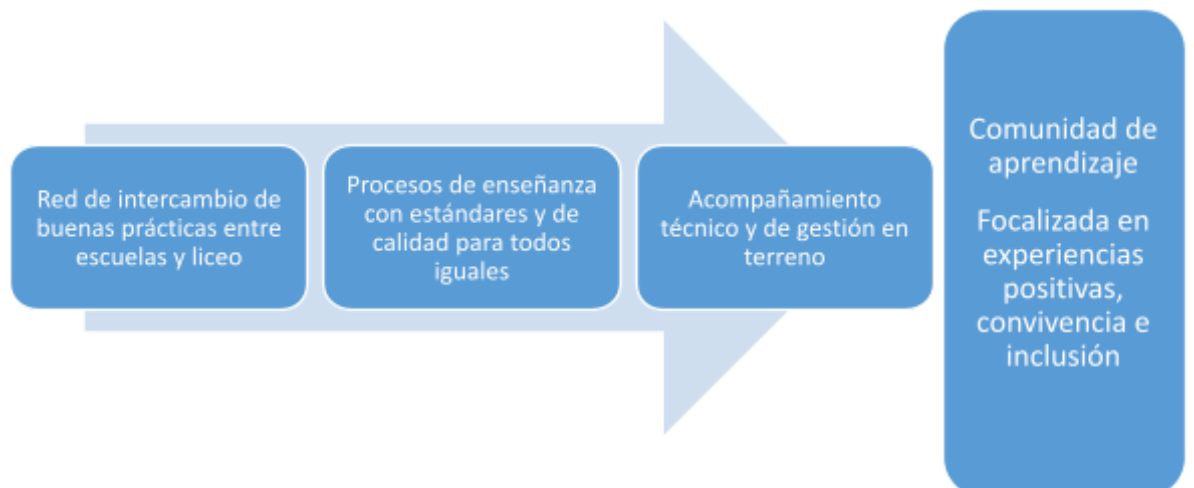 Red de intercambio de
buenas prácticas entre
escuelas y liceo
Procesos de enseñanza
con estándares y de
calidad para todos
iguales
Acompañamiento
técnico y de gestión en
terreno
Comunidad de
aprendizaje
Focalizada en
experiencias
positivas,
convivencia e
inclusión